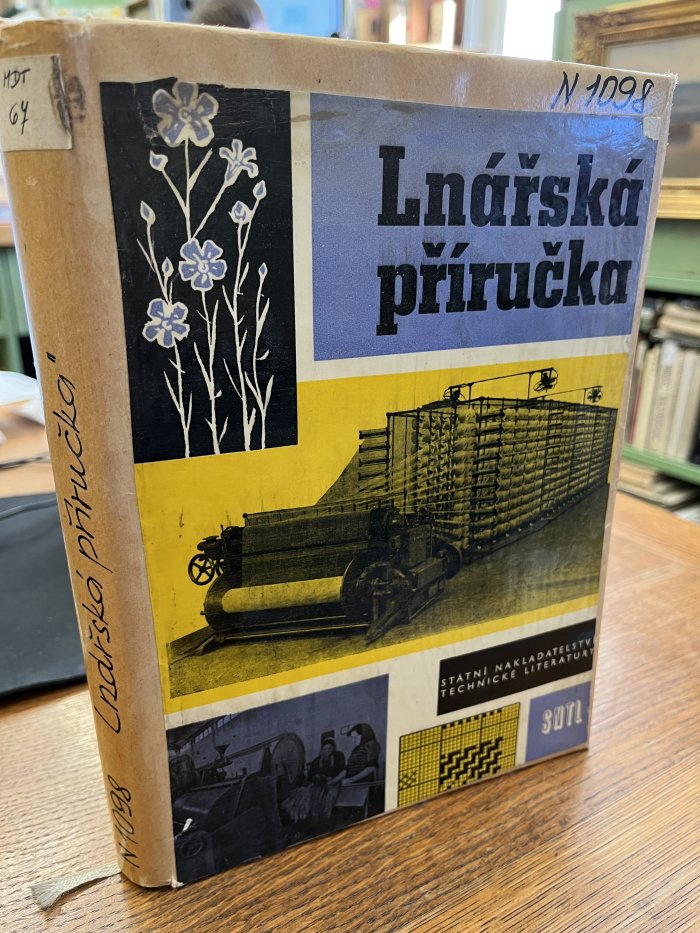 MDT
67
N 1098
Lnářská
příručka
STÁTNÍ NAKLADATELSTVÍ
TECHNICKÉ LITERATURY
SNTL
N 1098 Lnářská příručka"